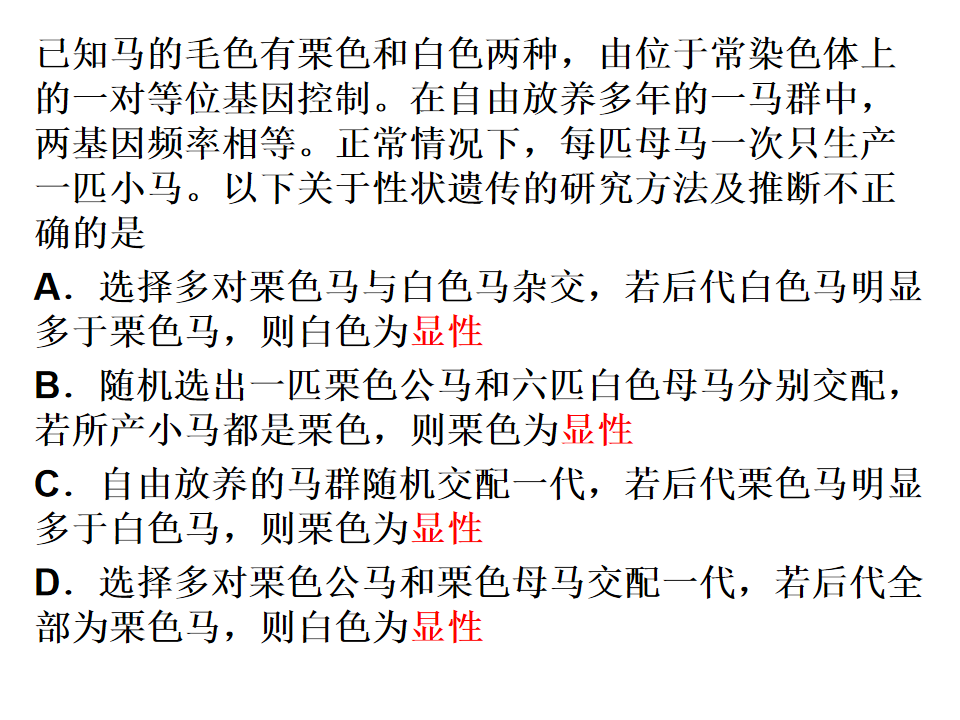 已知马的毛色有栗色和白色两种，由位于常染色体上
的一对等位基因控制。在自由放养多年的一马群中，
两基因频率相等。正常情况下，每匹母马一次只生产
一匹小马。以下关于性状遗传的研究方法及推断不正
确的是
A．选择多对栗色马与白色马杂交，若后代白色马明显
多于栗色马，则白色为显性
B．随机选出一匹栗色公马和六匹白色母马分别交配，
若所产小马都是栗色，则栗色为显性
C．自由放养的马群随机交配一代，若后代栗色马明显
多于白色马，则栗色为显性
D．选择多对栗色公马和栗色母马交配一代，若后代全
部为栗色马，则白色为显性